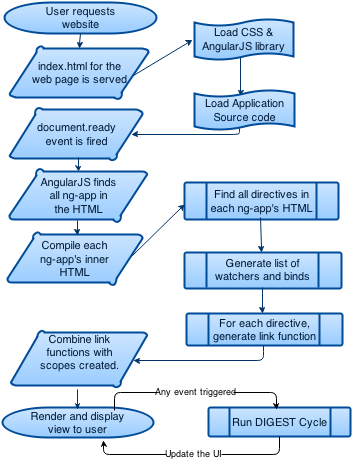 User requests
website
index.html for the
web page is served
Load CSS &
AngularJS library
Load Application
Source code
document.ready
event is fired
AngularJS finds
all ng-app in
the HTML
Compile each
ng-app's inner
HTML
Find all directives in
each ng-app's HTML
Generate list of
watchers and binds
For each directive,
generate link function
Combine link
functions with
scopes created.
Render and display
view to user
Any event triggered
Run DIGEST Cycle
Update the UI